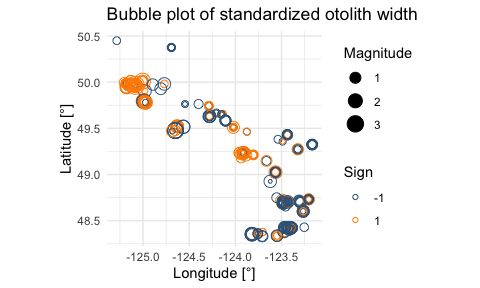 Bubble plot of standardized otolith width
50.5
50.0
49.5
49.0
48.5
Latitude [°]
-125.0
-124.5
-124.0
-123.5
Longitude [°]
Magnitude
1
2
3
Sign
-1
1